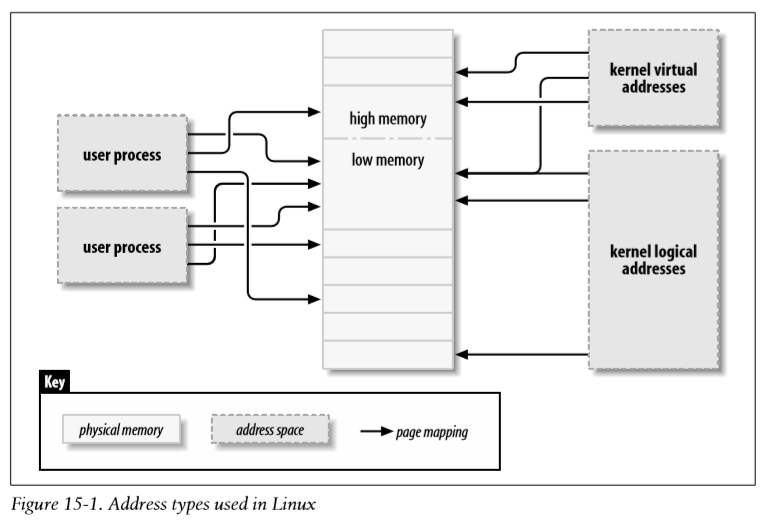 kernel virtual
addresses
high memory
low memory
user process
user process
kernel logical
addresses
Key
physical memory
address space
page mapping
Figure 15-1. Address types used in Linux